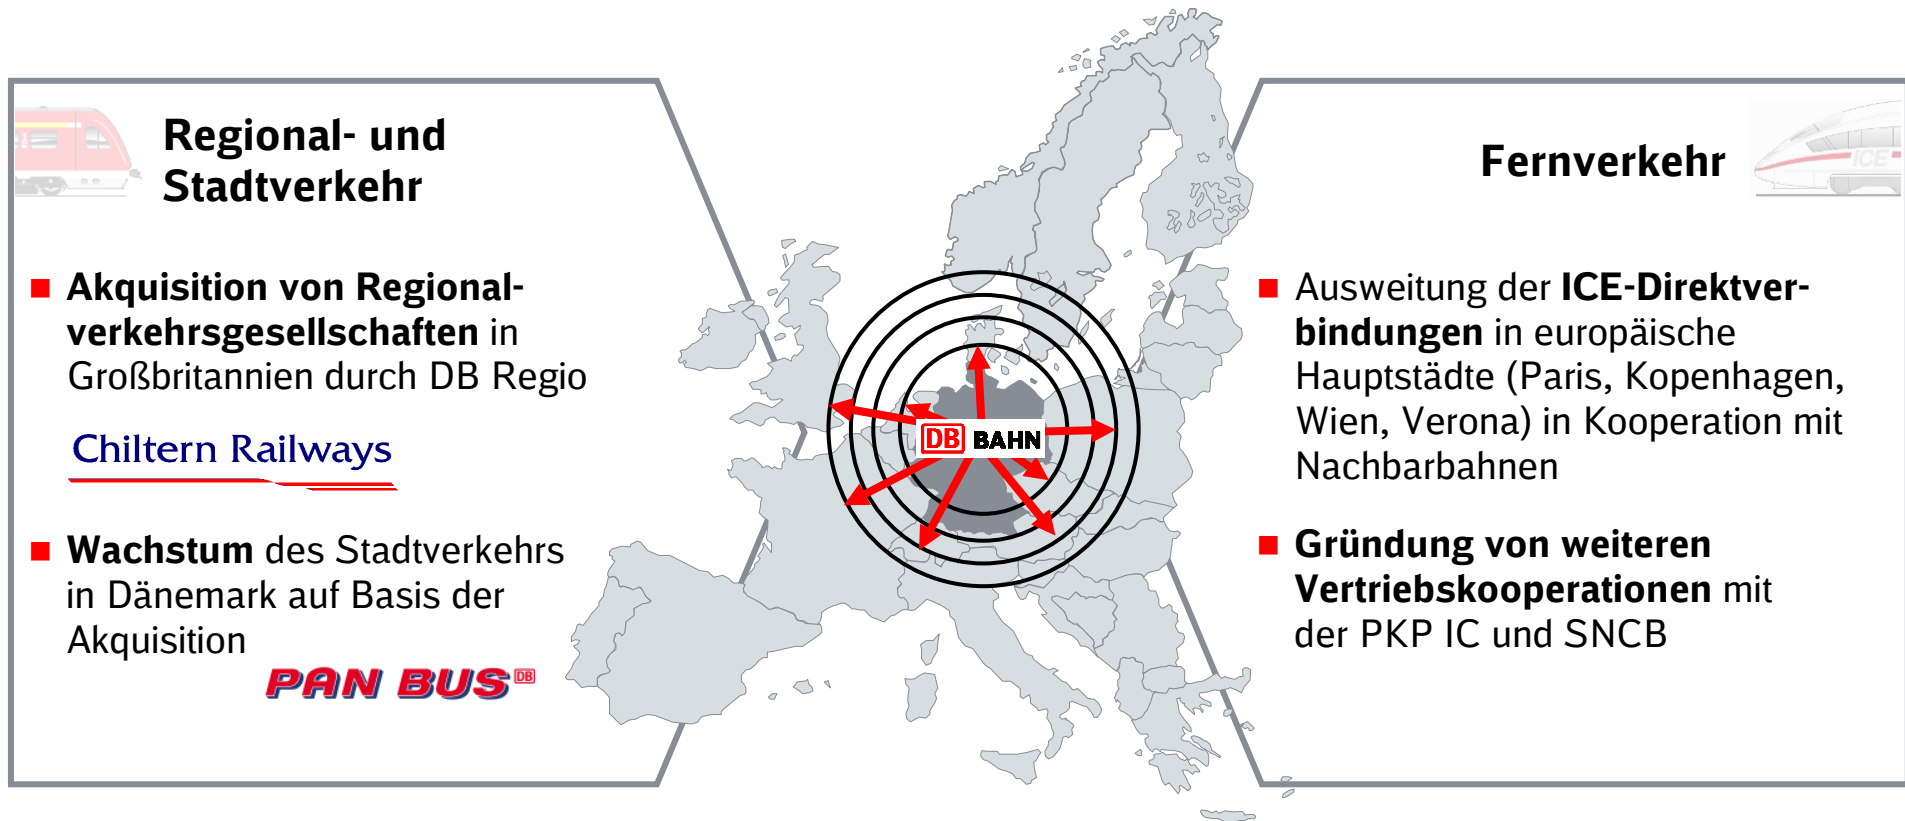 Regional- und
Stadtverkehr
Akquisition von Regional-
verkehrsgesellschaften in
Großbritannien durch DB Regio
Chiltern Railways
Wachstum des Stadtverkehrs
in Dänemark auf Basis der
Akquisition
PAN BUS DB
DB BAHN
Fernverkehr
ICE
Ausweitung der ICE-Direktver-
bindungen in europäische
Hauptstädte (Paris, Kopenhagen,
Wien, Verona) in Kooperation mit
Nachbarbahnen
Gründung von weiteren
Vertriebskooperationen mit
der PKP IC und SNCB